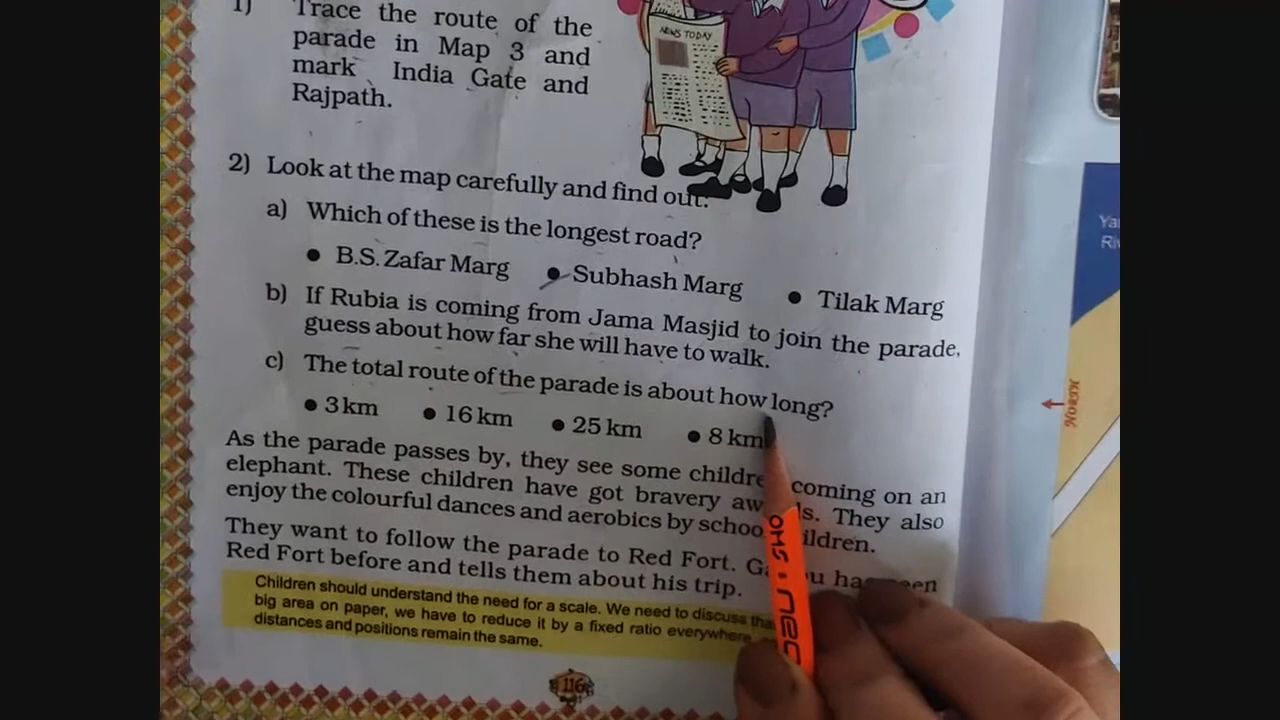 1) Trace the route of the
parade in Map 3 and
mark India Gate and
Rajpath.
NEWS TODAY
2) Look at the map carefully and find out:
a) Which of these is the longest road?
• B.S. Zafar Marg • Subhash Marg • Tilak Marg
b) If Rubia is coming from Jama Masjid to join the parade,
guess about how far she will have to walk.
c) The total route of the parade is about how long?
• 3 km • 16 km • 25 km • 8 km
As the parade passes by, they see some childre coming on an
elephant. These children have got bravery aw ds. They also
enjoy the colourful dances and aerobics by schoo ildren.
They want to follow the parade to Red Fort. G u has een
Red Fort before and tells them about his trip.
Children should understand the need for a scale. We need to discuss tha
big area on paper, we have to reduce it by a fixed ratio everywhere
distances and positions remain the same.
116
NORTH
Ya
Ri
OMS : neo